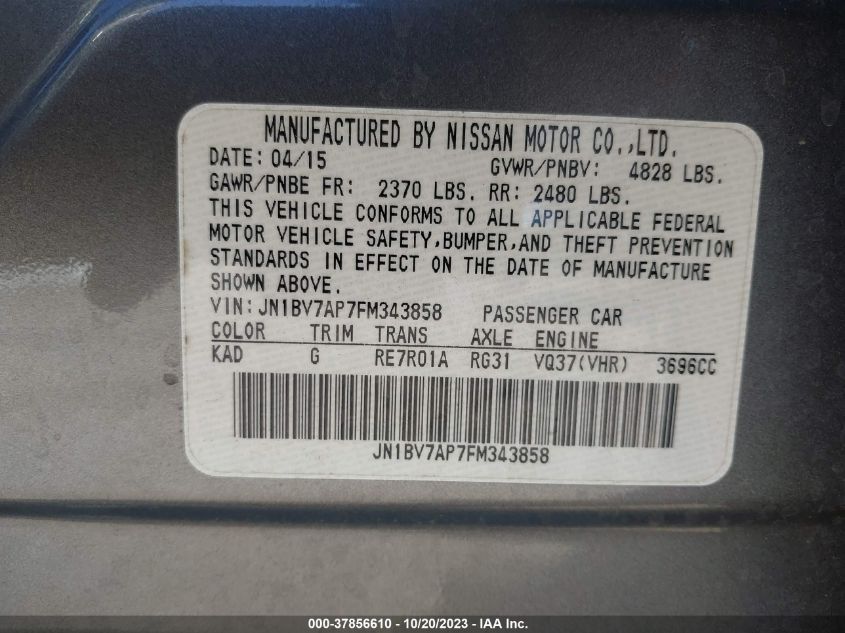 MANUFACTURED BY NISSAN MOTOR CO.,LTD.
DATE: 04/15 GVWR/PNBV: 4828 LBS.
GAWR/PNBE FR: 2370 LBS. RR: 2480 LBS.
THIS VEHICLE CONFORMS TO ALL APPLICABLE FEDERAL
MOTOR VEHICLE SAFETY,BUMPER,AND THEFT PREVENTION
STANDARDS IN EFFECT ON THE DATE OF MANUFACTURE
SHOWN ABOVE.
VIN: JN1BV7AP7FM343858 PASSENGER CAR
COLOR TRIM TRANS AXLE ENGINE
KAD G RE7R01A RG31 VQ37(VHR) 3696CC
JN1BV7AP7FM343858
000-37856610 - 10/20/2023 - IAA Inc.